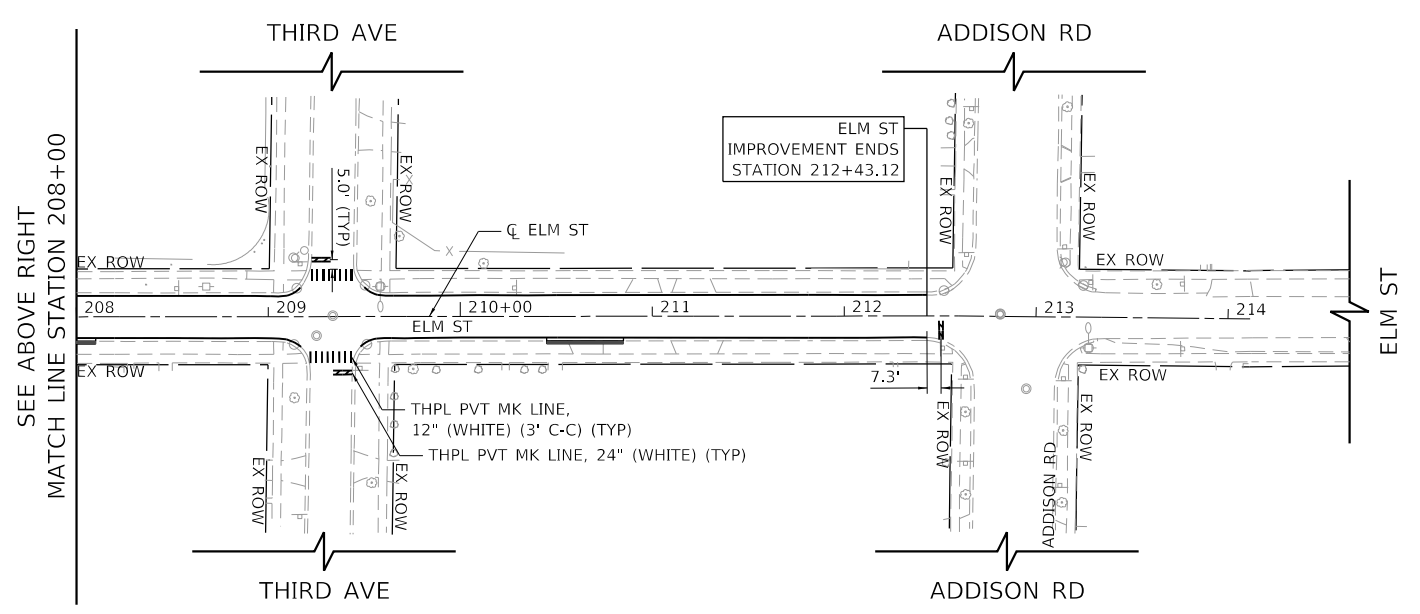 THIRD AVE
ADDISON RD
SEE ABOVE RIGHT
MATCH LINE STATION 208+00
ELM ST
IMPROVEMENT ENDS
STATION 212+43.12
EX ROW
EX ROW
5.0' (TYP)
EX ROW
EX ROW
℄ ELM ST
X
EX ROW
EX ROW
208
209
210+00
211
212
213
214
ELM ST
ELM ST
EX ROW
7.3'
EX ROW
THPL PVT MK LINE,
12" (WHITE) (3' C-C) (TYP)
THPL PVT MK LINE, 24" (WHITE) (TYP)
EX ROW
EX ROW
EX ROW
EX ROW
ADDISON RD
THIRD AVE
ADDISON RD